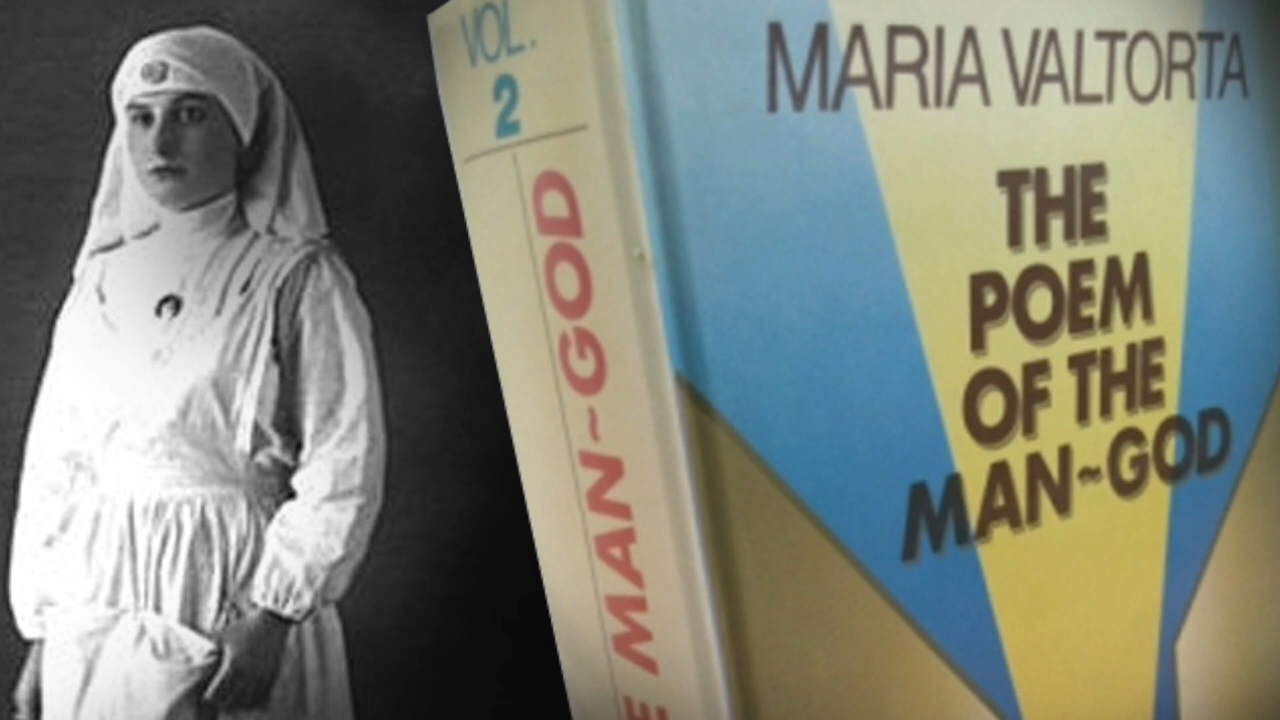 VOL.
2
E MAN~GOD
MARIA VALTORTA
THE
POEM
OF THE
MAN~GOD